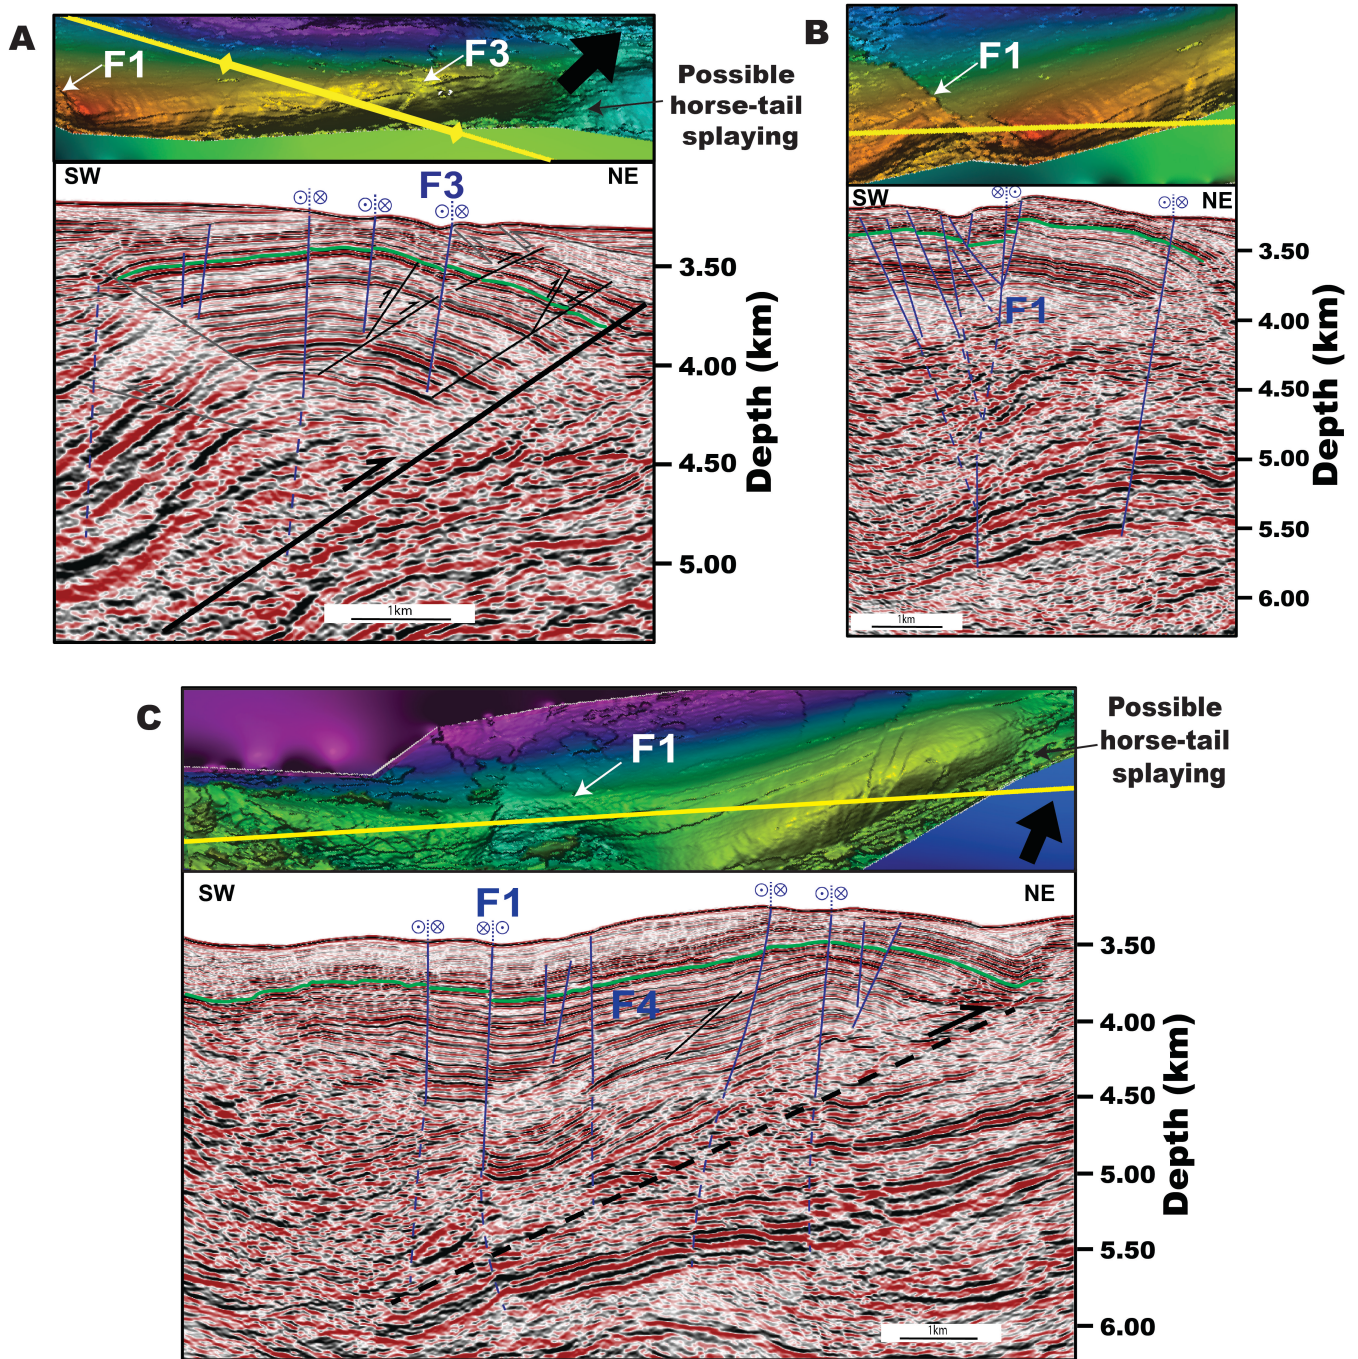 A
F1
F3
Possible
horse-tail
splaying
SW
F3
NE
3.50
4.00
4.50
5.00
Depth (km)
1km
B
F1
SW
NE
F1
3.50
4.00
4.50
5.00
5.50
6.00
Depth (km)
1km
C
F1
Possible
horse-tail
splaying
SW
F1
NE
F4
3.50
4.00
4.50
5.00
5.50
6.00
Depth (km)
1km